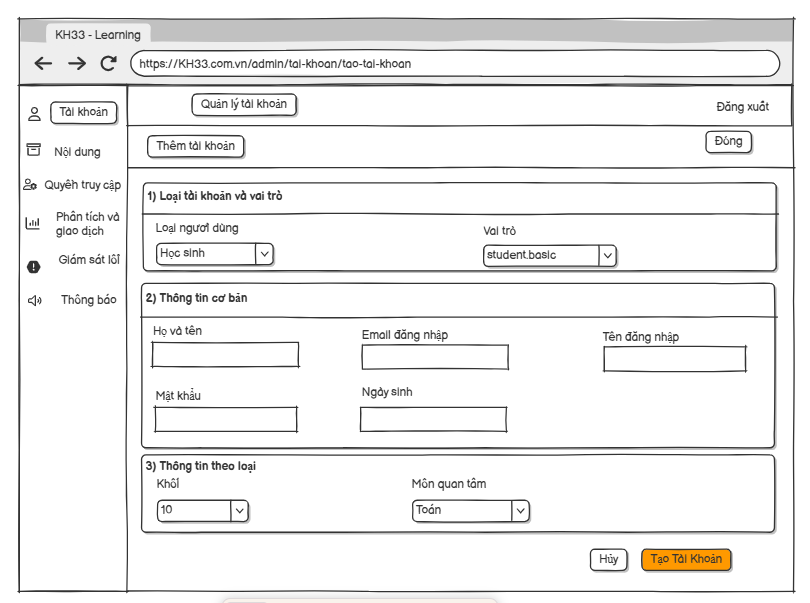 KH33 - Learning
https://KH33.com.vn/admin/tai-khoan/tao-tai-khoan
Tài khoản
Nội dung
Quyền truy cập
Phân tích và
giao dịch
Giám sát lỗi
Thông báo
Quản lý tài khoản
Đăng xuất
Thêm tài khoản
Đóng
1) Loại tài khoản và vai trò
Loại người dùng
Vai trò
Học sinh
student.basic
2) Thông tin cơ bản
Họ và tên
Email đăng nhập
Tên đăng nhập
Mật khẩu
Ngày sinh
3) Thông tin theo loại
Khối
Môn quan tâm
10
Toán
Hủy
Tạo Tài Khoản